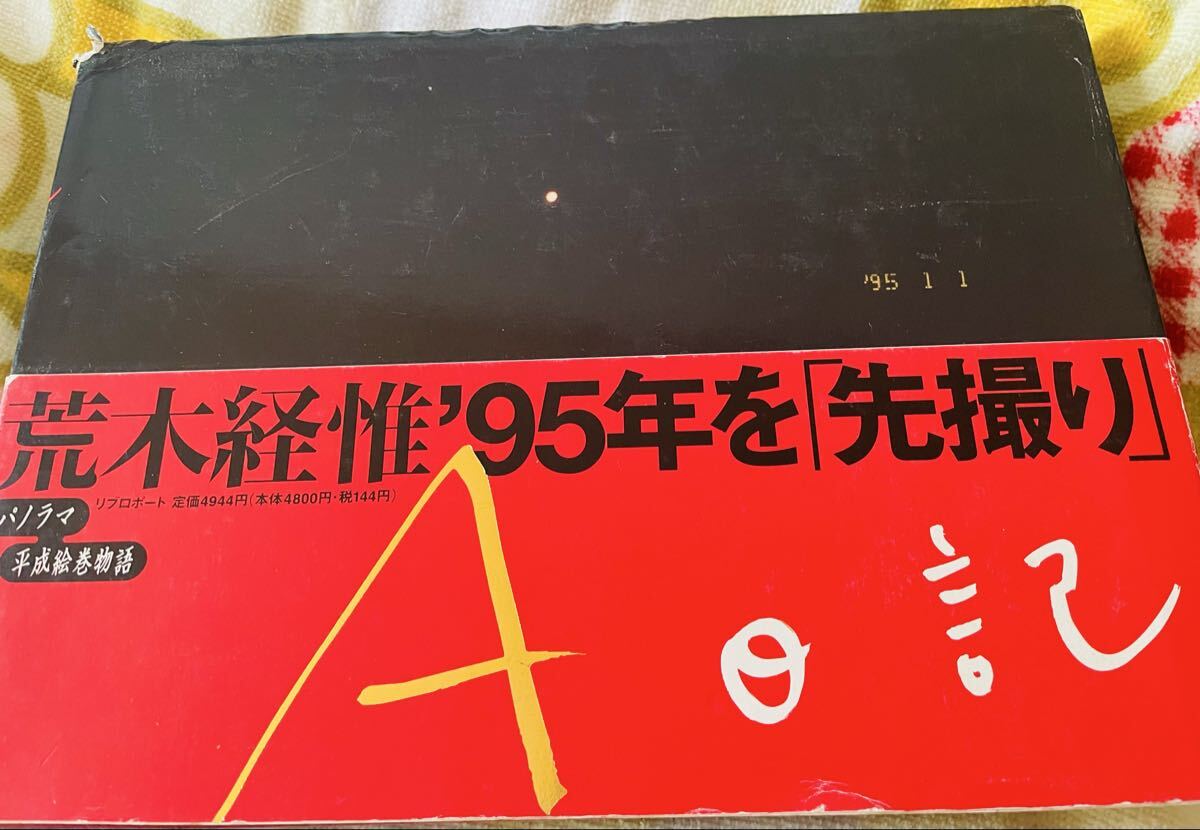 '95 1 1
荒木経惟'95年を「先撮り」
リブロポート 定価4944円(本体4800円・税144円)
パノラマ
平成絵巻物語
A日記